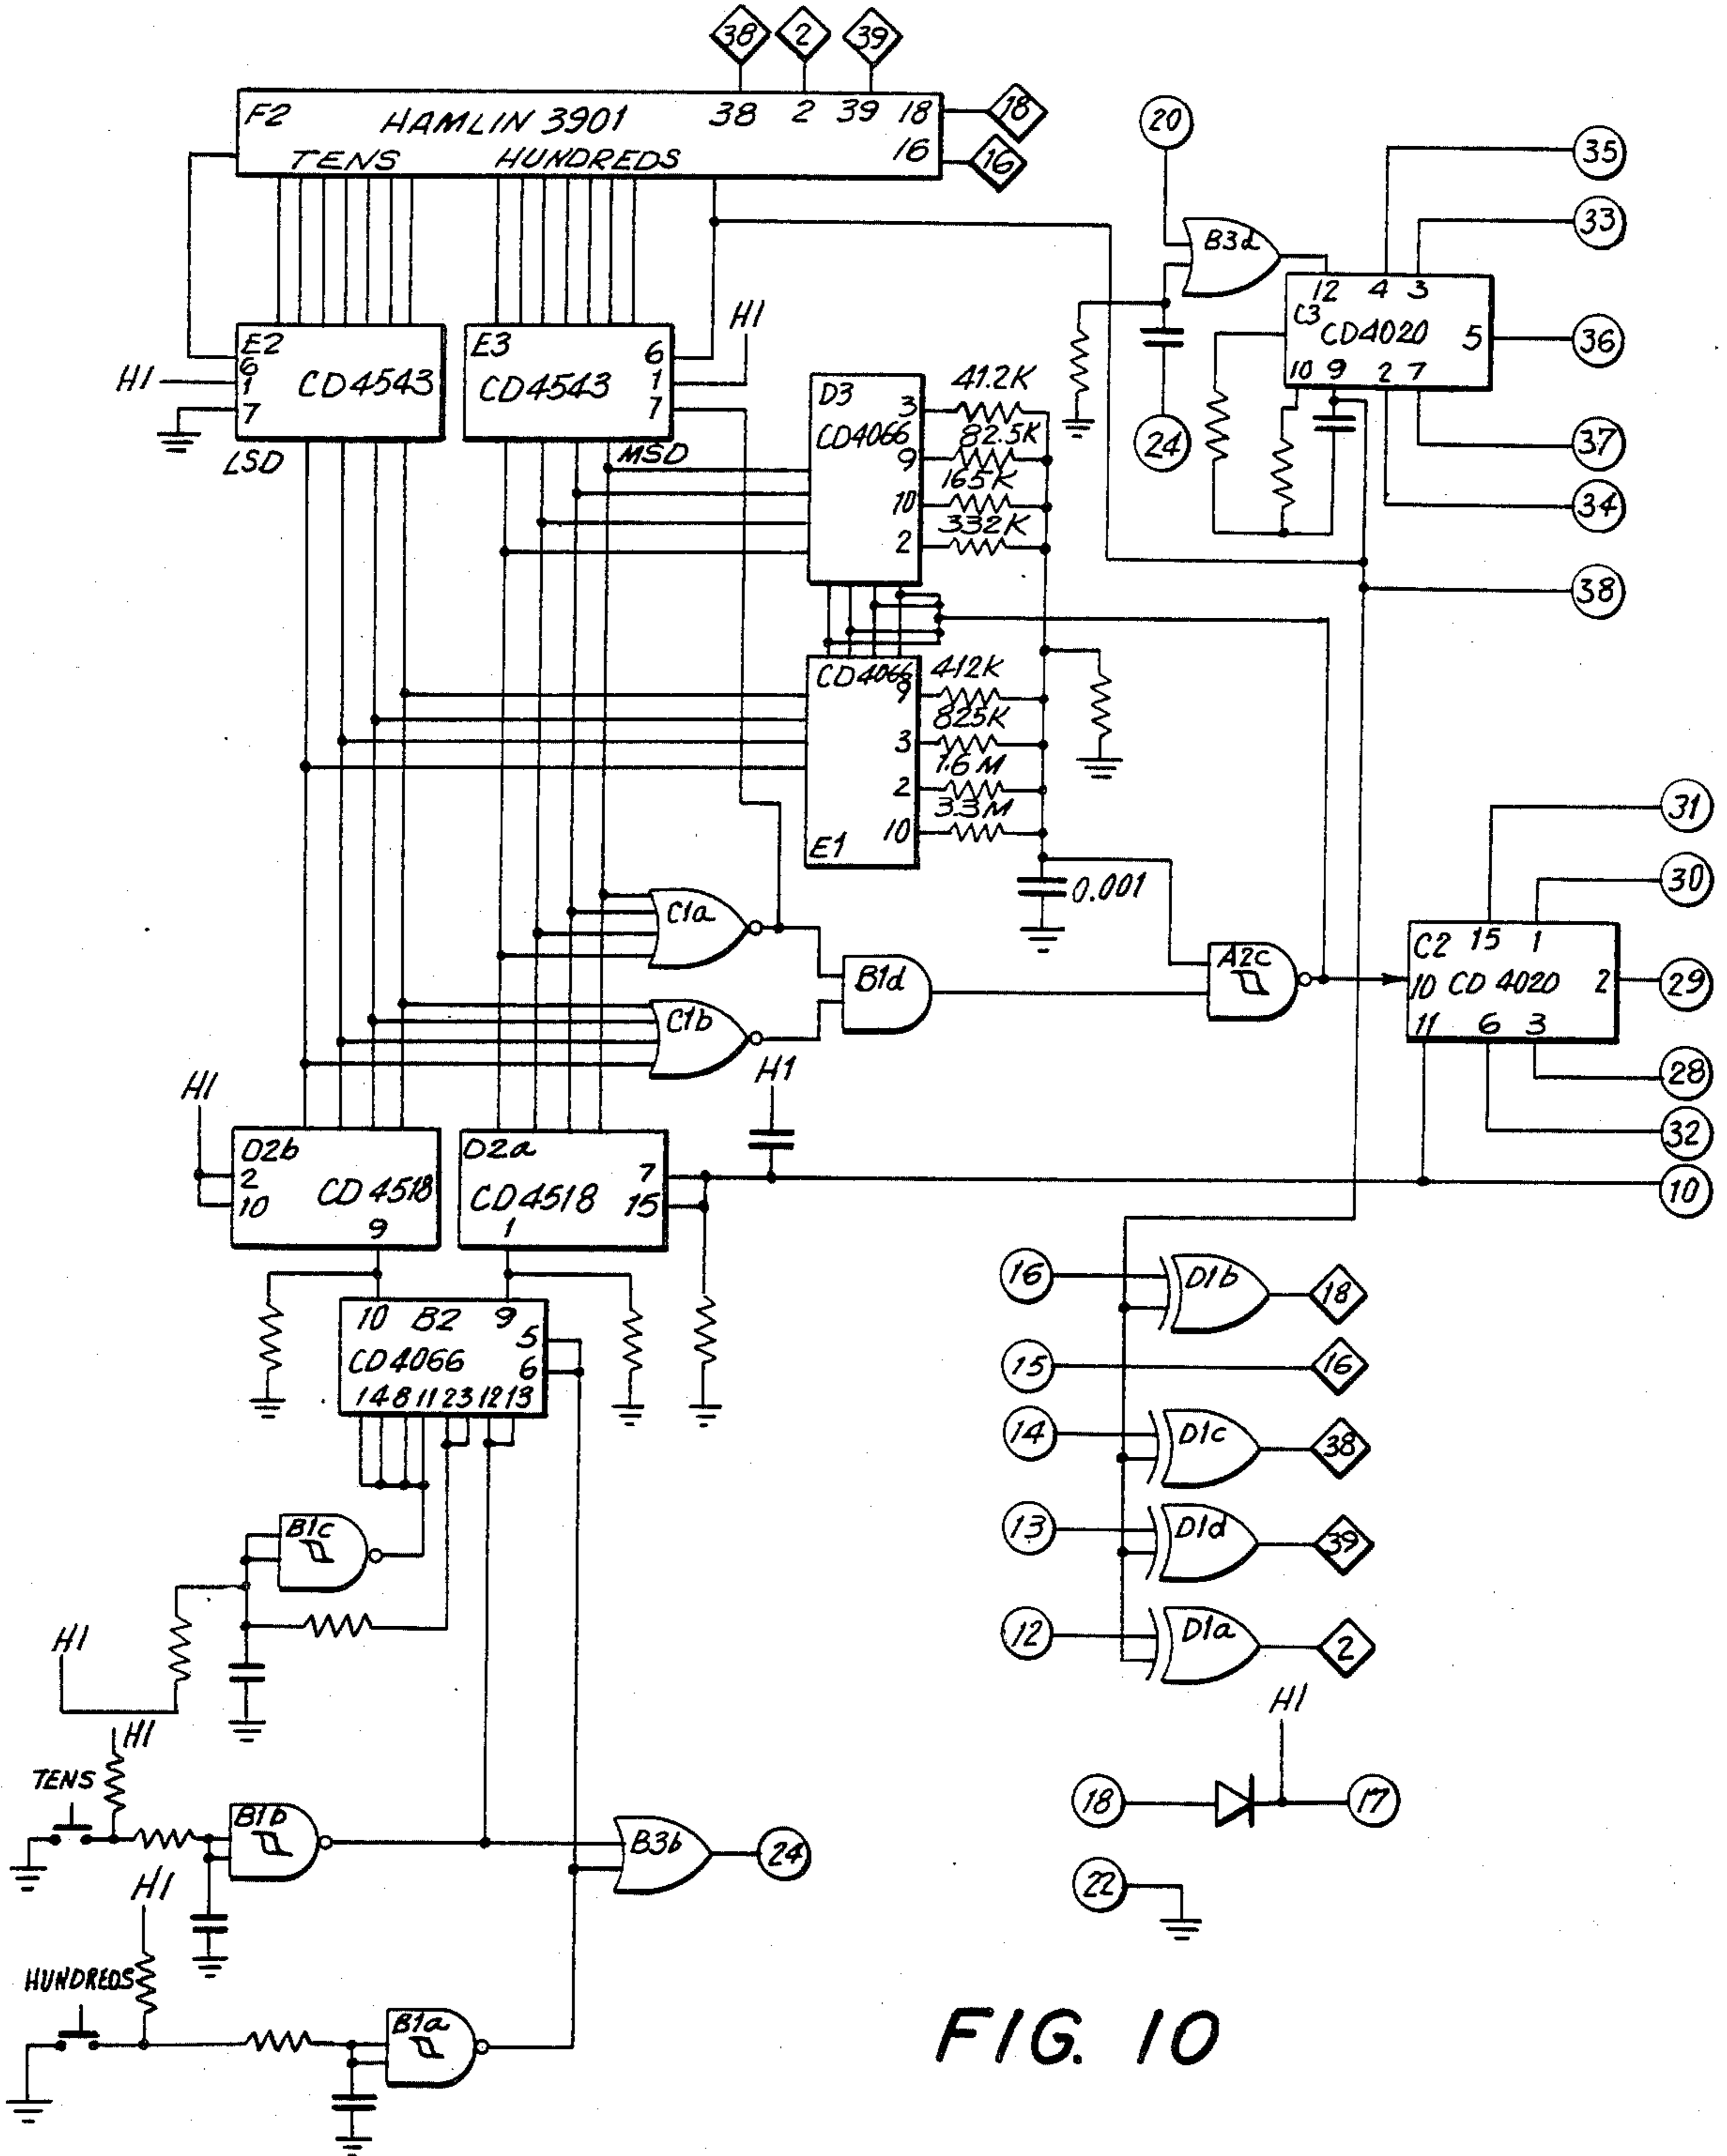 38 2 39
F2 HAMLIN 3901 38 2 39 18
18
TENS HUNDREDS 16
16
20
35
33
B3d
12 4 3
C3 CD4020 5
10 9 2 7
36
37
34
24
38
HI
E2
6
1
7
CD4543
LSD
HI
E3
6
1
7
CD4543
MSD
D3
CD4066
3 41.2K
9 82.5K
10 165K
2 332K
CD4066
9 412K
3 825K
2 1.6M
10 3.3M
E1
0.001
C1a
C1b
B1d
A2c
31
30
C2 15 1
10 CD 4020 2
11 6 3
29
28
32
10
HI
HI
D2b
2
10
CD 4518
9
D2a
7
CD 4518 15
1
10 B2 9
5
CD4066 6
1 4 8 11 2 3 12 13
B1c
HI
16 D1b 18
15 16
14 D1c 38
13 D1d 39
12 D1a 2
HI
18 17
22
HI
TENS
B1b
B3b 24
HI
HUNDREDS
B1a
FIG. 10